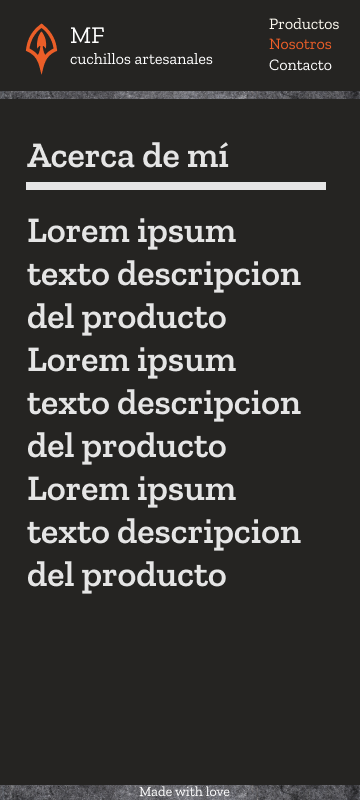 MF
cuchillos artesanales
Productos
Nosotros
Contacto
Acerca de mí
Lorem ipsum
texto descripcion
del producto
Lorem ipsum
texto descripcion
del producto
Lorem ipsum
texto descripcion
del producto
Made with love